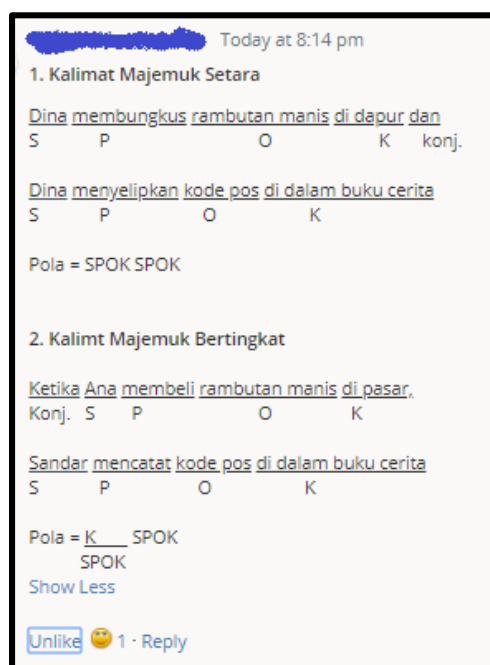 Today at 8:14 pm
1. Kalimat Majemuk Setara
Dina membungkus rambutan manis di dapur dan
S P O K konj.
Dina menyelipkan kode pos di dalam buku cerita
S P O K
Pola = SPOK SPOK
2. Kalimt Majemuk Bertingkat
Ketika Ana membeli rambutan manis di pasar,
Konj. S P O K
Sandar mencatat kode pos di dalam buku cerita
S P O K
Pola = K___ SPOK
SPOK
Show Less
Unlike 1 · Reply